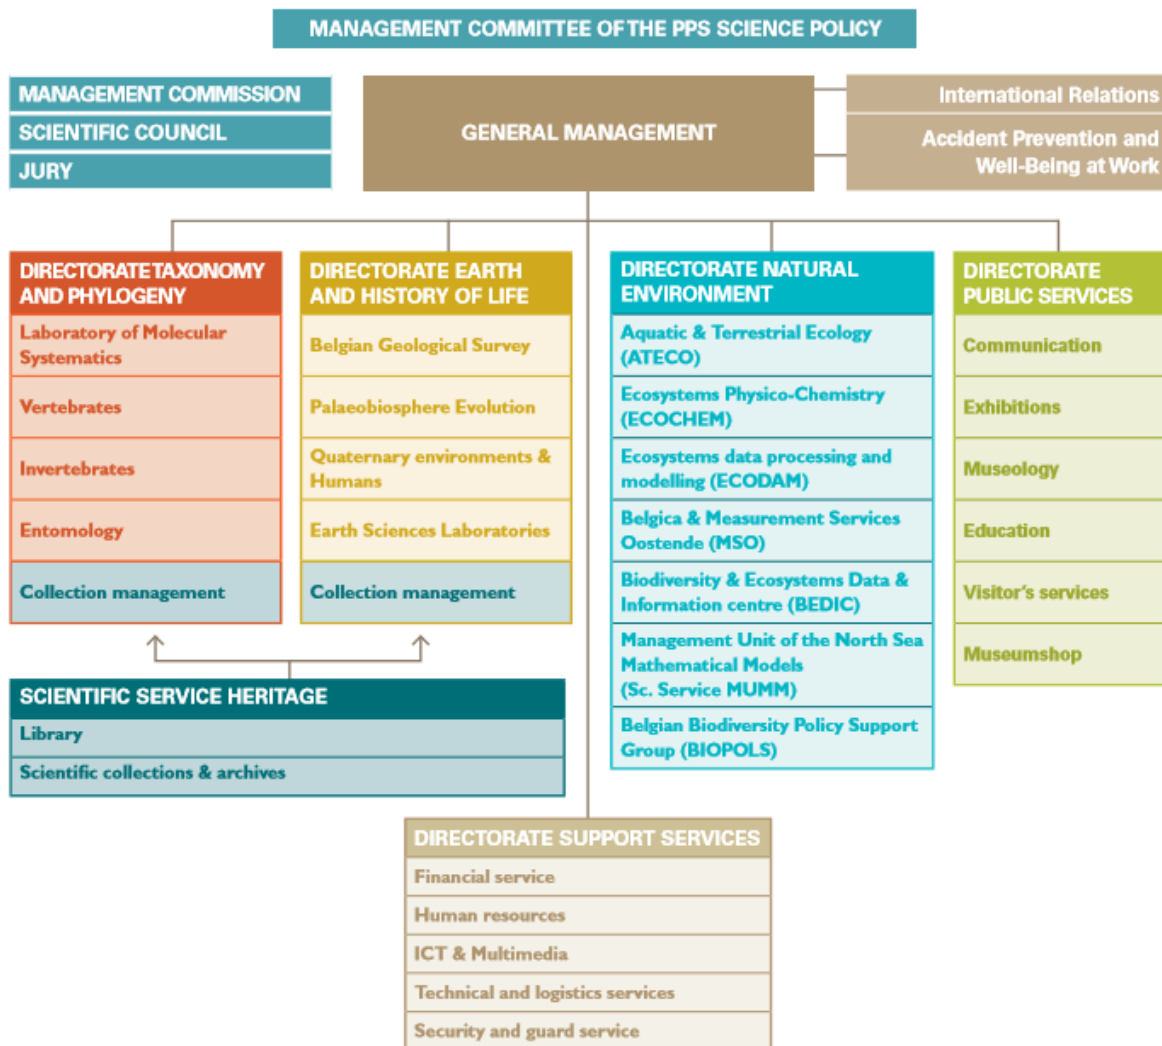 MANAGEMENT COMMITTEE OF THE PPS SCIENCE POLICY
MANAGEMENT COMMISSION
SCIENTIFIC COUNCIL
JURY
GENERAL MANAGEMENT
International Relations
Accident Prevention and
Well-Being at Work
DIRECTORATE TAXONOMY
AND PHYLOGENY
Laboratory of Molecular
Systematics
Vertebrates
Invertebrates
Entomology
Collection management
DIRECTORATE EARTH
AND HISTORY OF LIFE
Belgian Geological Survey
Palaeobiosphere Evolution
Quaternary environments &
Humans
Earth Sciences Laboratories
Collection management
DIRECTORATE NATURAL
ENVIRONMENT
Aquatic & Terrestrial Ecology
(ATECO)
Ecosystems Physico-Chemistry
(ECOCHEM)
Ecosystems data processing and
modelling (ECODAM)
Belgica & Measurement Services
Oostende (MSO)
Biodiversity & Ecosystems Data &
Information centre (BEDIC)
Management Unit of the North Sea
Mathematical Models
(Sc. Service MUMM)
Belgian Biodiversity Policy Support
Group (BIOPOLS)
DIRECTORATE
PUBLIC SERVICES
Communication
Exhibitions
Museology
Education
Visitor's services
Museumshop
SCIENTIFIC SERVICE HERITAGE
Library
Scientific collections & archives
DIRECTORATE SUPPORT SERVICES
Financial service
Human resources
ICT & Multimedia
Technical and logistics services
Security and guard service